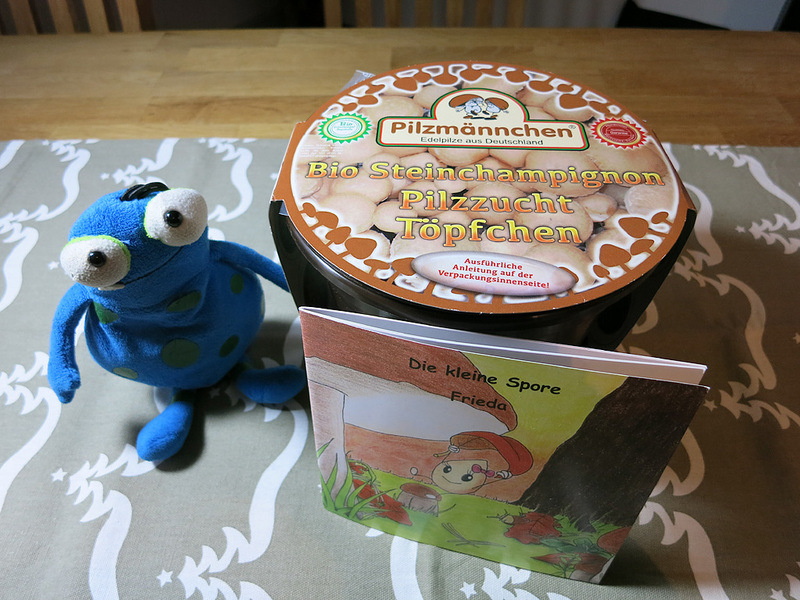 Pilzmännchen®
Edelpilze aus Deutschland
Bio Steinchampignon
Pilzzucht
Töpfchen
Ausführliche
Anleitung auf der
Verpackungsinnenseite!
Die kleine Spore
Frieda